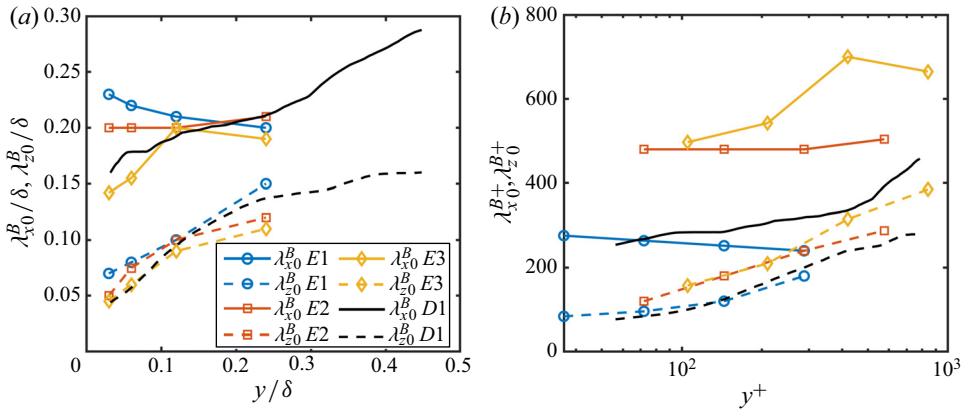 (a)
0.30
0.25
0.20
0.15
0.10
0.05
λ^B_{x0}/δ, λ^B_{z0}/δ
0
0.1
0.2
0.3
0.4
0.5
y/δ
λ^B_{x0} E1
λ^B_{z0} E1
λ^B_{x0} E2
λ^B_{z0} E2
λ^B_{x0} E3
λ^B_{z0} E3
λ^B_{x0} D1
λ^B_{z0} D1
(b)
800
600
400
200
0
λ^{B+}_{x0}, λ^{B+}_{z0}
10^2
10^3
y^+